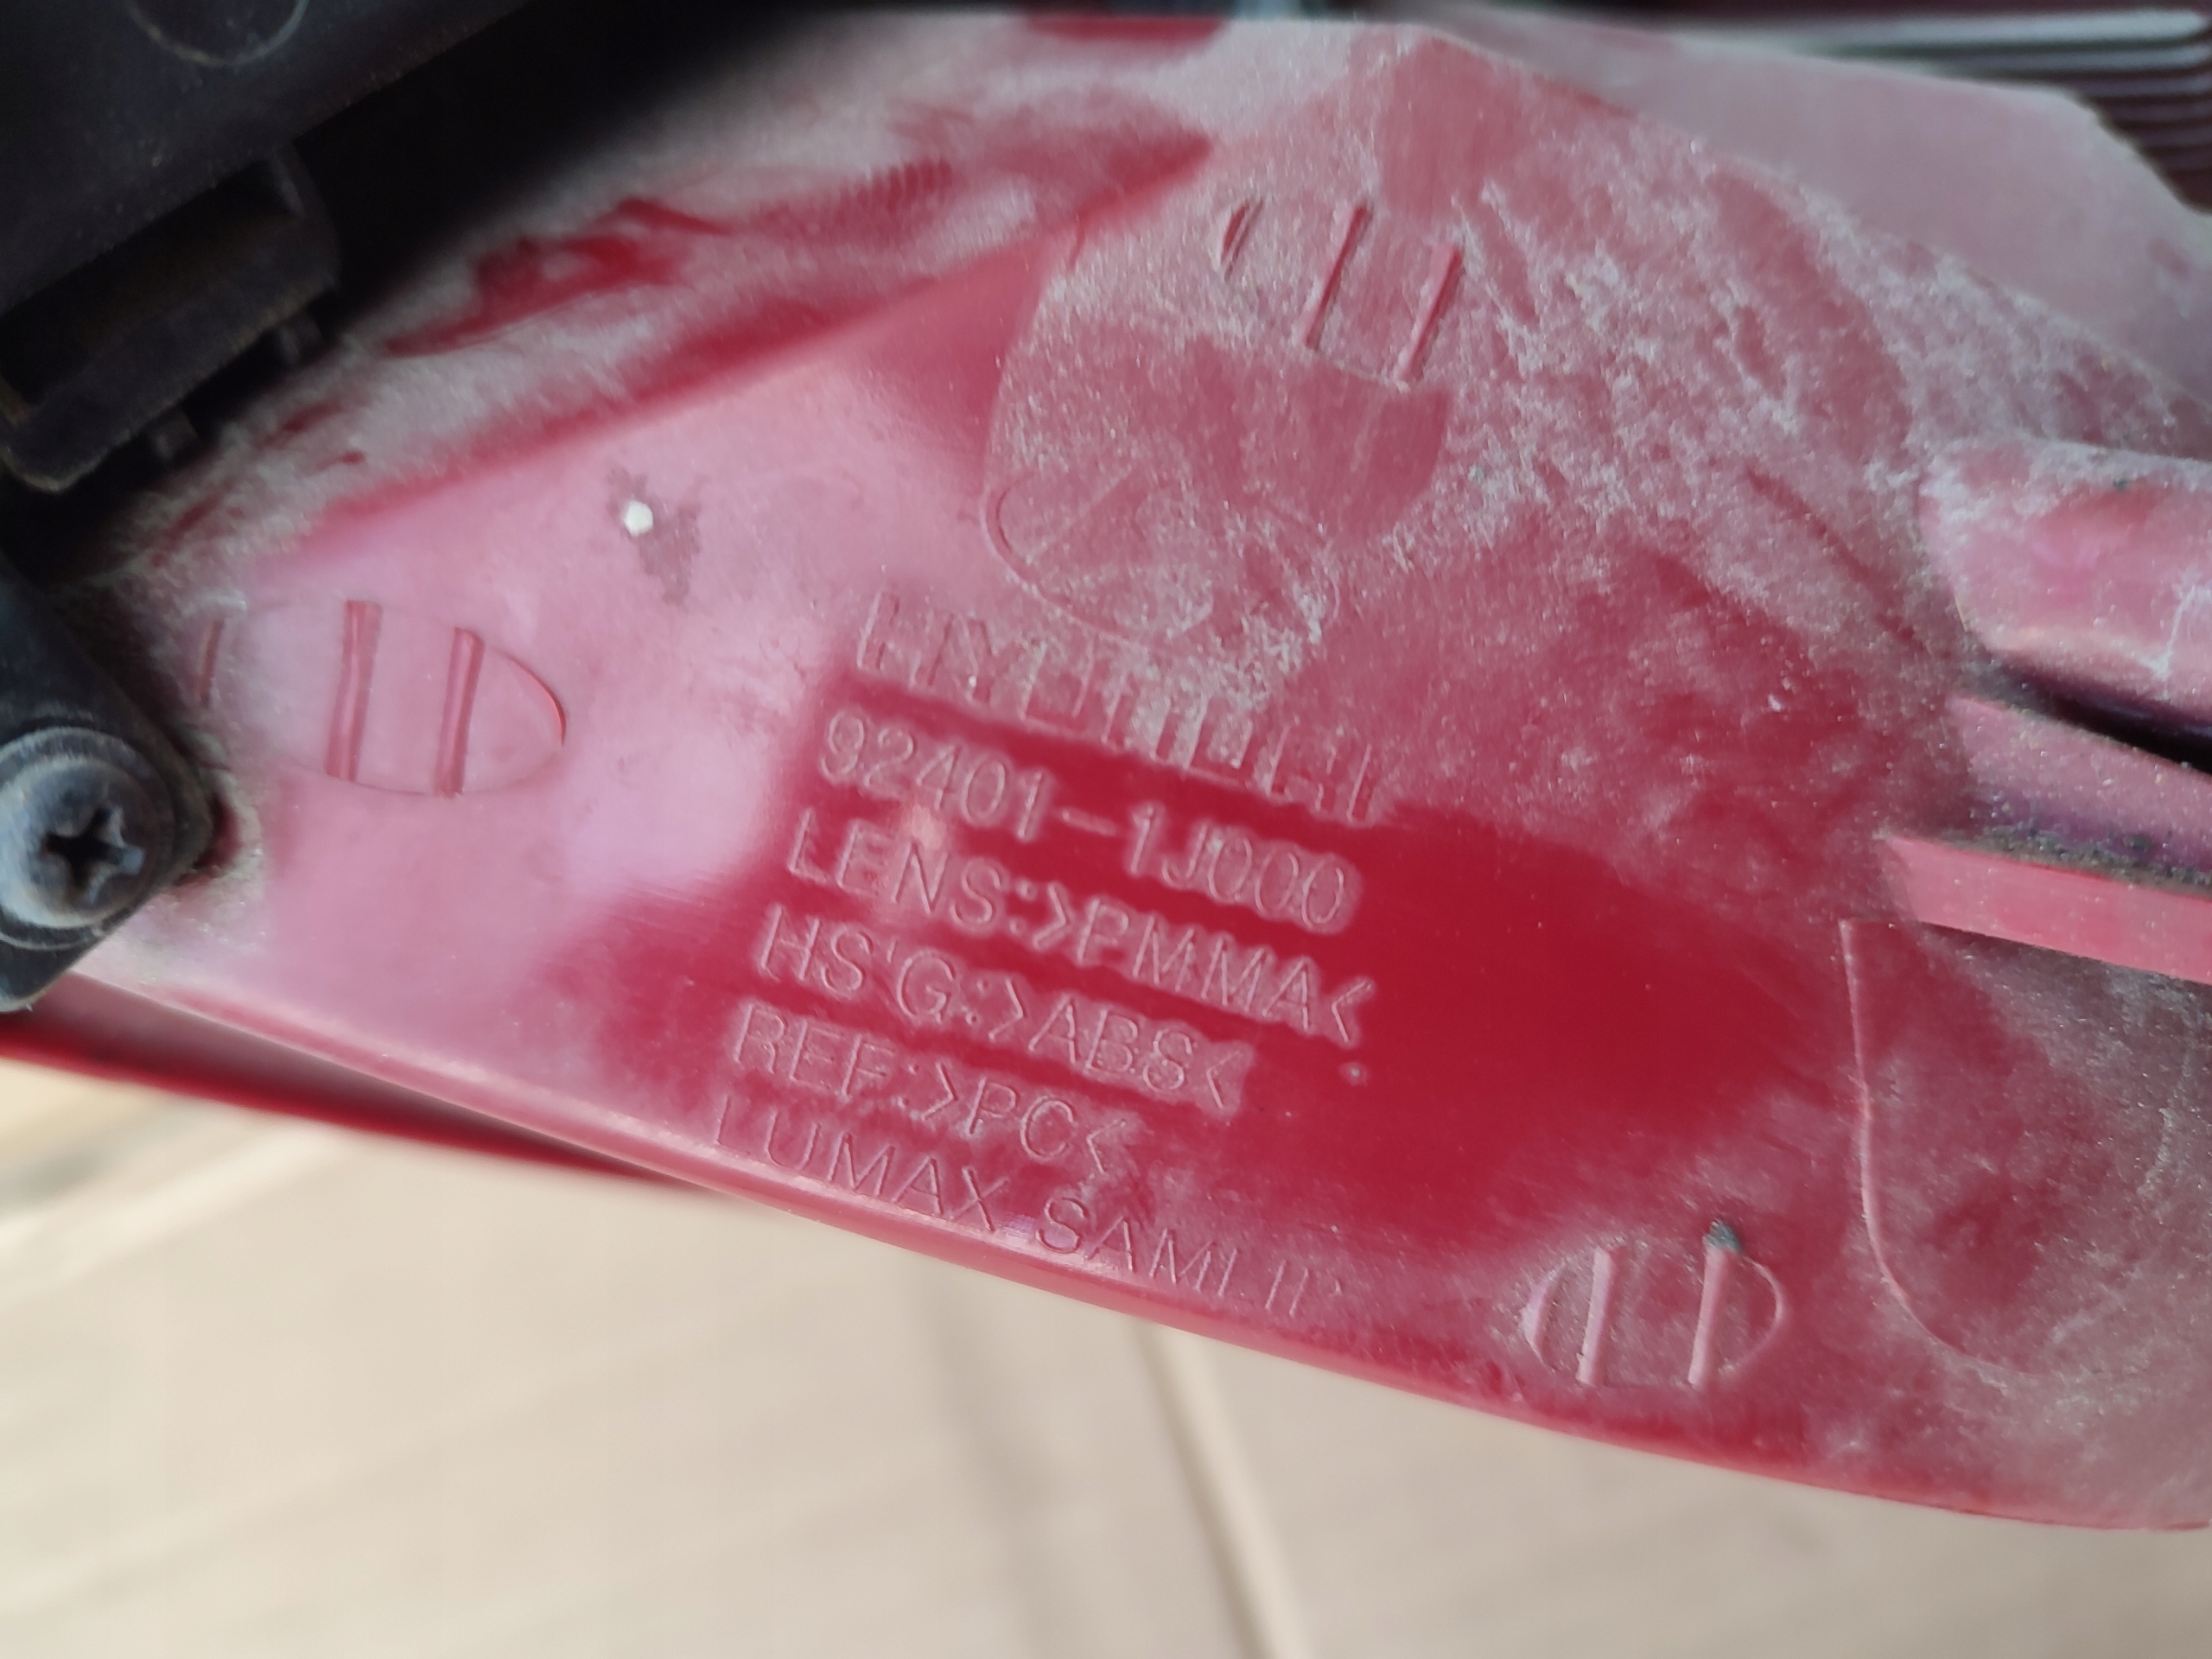 HYUNDAI
92401-1J000
LENS:>PMMA<
HS'G:>ABS<
REF:>PC<
LUMAX SAMLIP